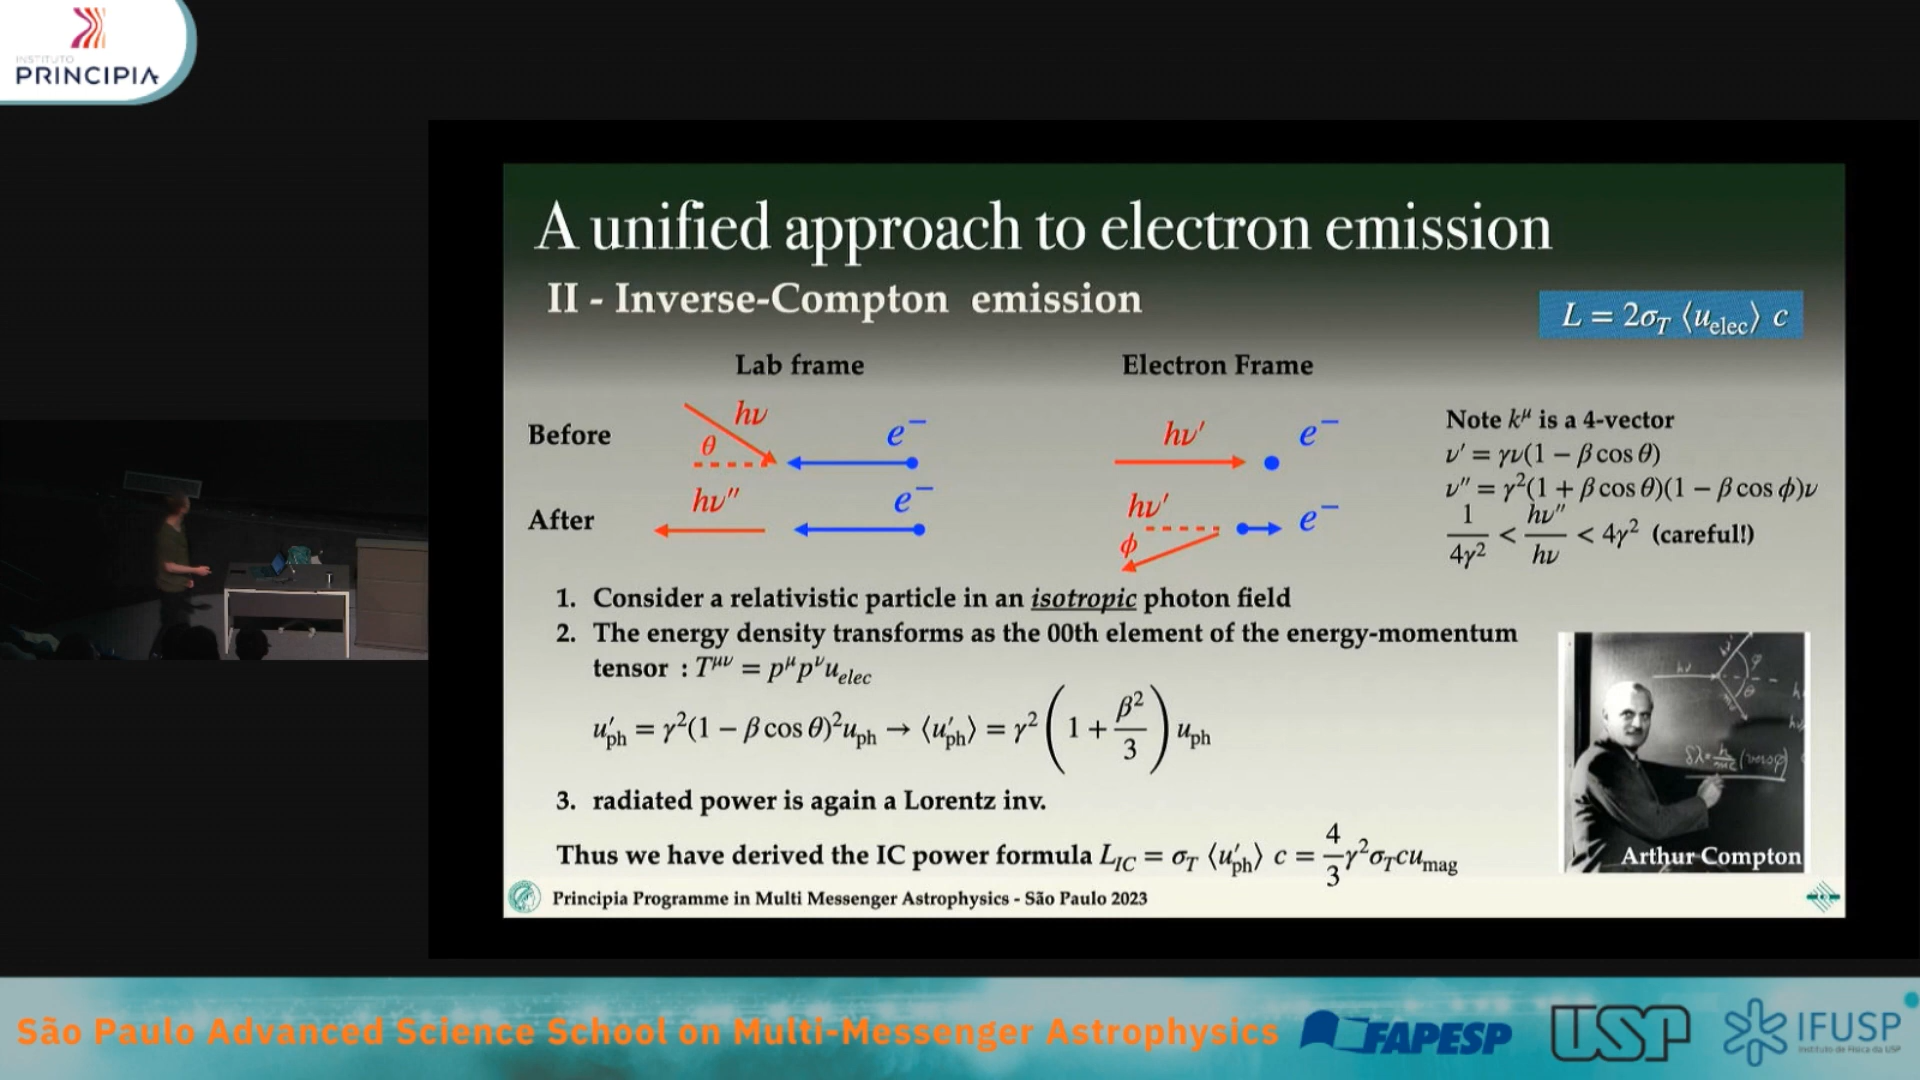 INSTITUTO
PRINCIPIA
A unified approach to electron emission
II - Inverse-Compton emission
L = 2σ_T ⟨u_elec⟩ c
Lab frame
Electron Frame
Before
hν
θ
e⁻
hν′
e⁻
After
hν′′
e⁻
hν′
ϕ
e⁻
Note k^μ is a 4-vector
ν′ = γν(1 − β cos θ)
ν′′ = γ²(1 + β cos θ)(1 − β cos ϕ)ν
1/4γ² < hν′′/hν < 4γ² (careful!)
1. Consider a relativistic particle in an isotropic photon field
2. The energy density transforms as the 00th element of the energy-momentum
tensor : T^μν = p^μ p^ν u_elec
u′_ph = γ²(1 − β cos θ)² u_ph → ⟨u′_ph⟩ = γ² (1 + β²/3) u_ph
3. radiated power is again a Lorentz inv.
Thus we have derived the IC power formula L_IC = σ_T ⟨u′_ph⟩ c = 4/3 γ² σ_T c u_mag
Arthur Compton
Principia Programme in Multi Messenger Astrophysics - São Paulo 2023
São Paulo Advanced Science School on Multi-Messenger Astrophysics
FAPESP
USP
IFUSP
Instituto de Física da USP